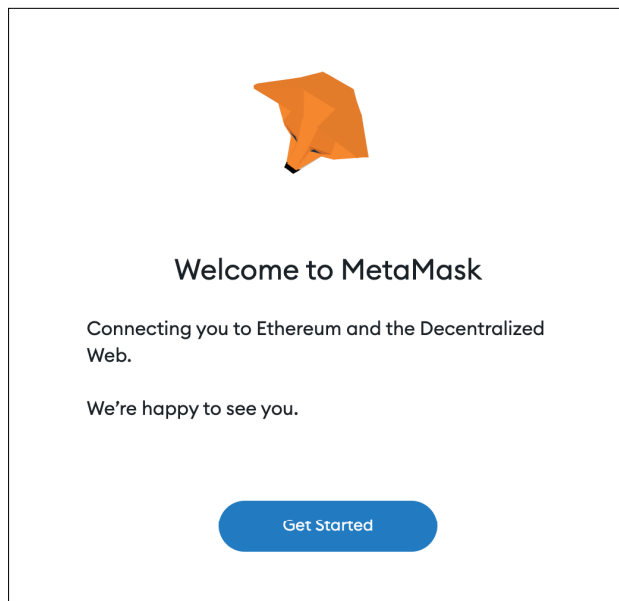 Welcome to MetaMask
Connecting you to Ethereum and the Decentralized
Web.
We’re happy to see you.
Get Started